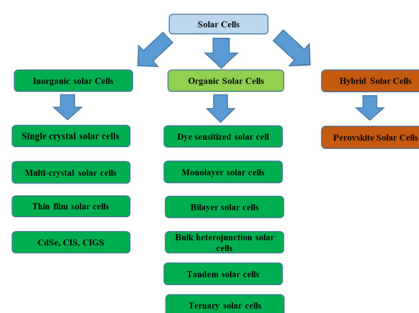 Solar Cells
Inorganic solar Cells
Organic Solar Cells
Hybrid Solar Cells
Single crystal solar cells
Dye sensitized solar cell
Perovskite Solar Cells
Multi-crystal solar cells
Monolayer solar cells
Thin film solar cells
Bilayer solar cells
CdSe, CIS, CIGS
Bulk heterojunction solar
cells
Tandem solar cells
Ternary solar cells